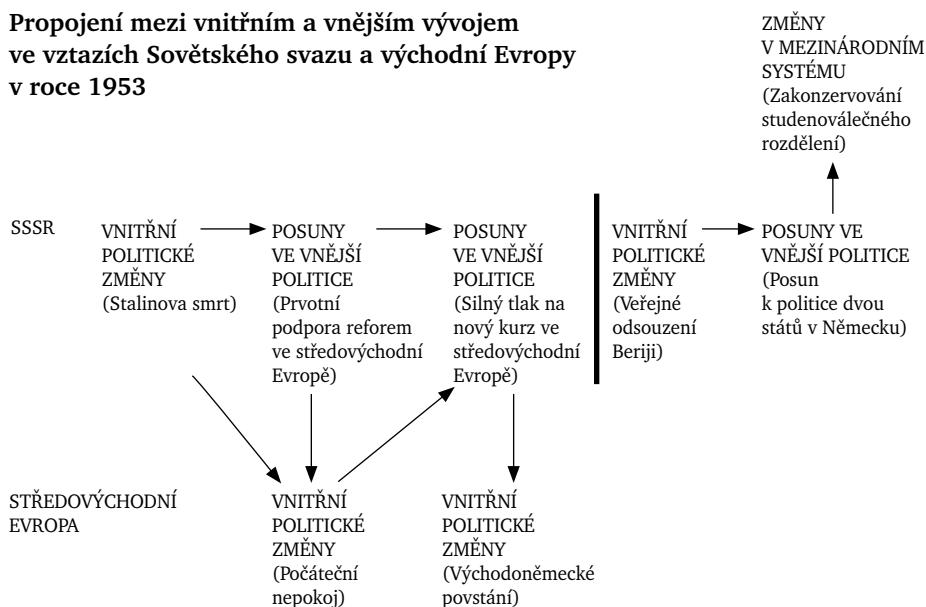 Propojení mezi vnitřním a vnějším vývojem
ve vztazích Sovětského svazu a východní Evropy
v roce 1953
ZMĚNY
V MEZINÁRODNÍM
SYSTÉMU
(Zakonzervování
studenoválečného
rozdělení)
SSSR
VNITŘNÍ
POLITICKÉ
ZMĚNY
(Stalinova smrt)
POSUNY
VE VNĚJŠÍ
POLITICE
(Prvotní
podpora reforem
ve středovýchodní
Evropě)
POSUNY
VE VNĚJŠÍ
POLITICE
(Silný tlak na
nový kurz ve
středovýchodní
Evropě)
VNITŘNÍ
POLITICKÉ
ZMĚNY
(Veřejné
odsouzení
Beriji)
POSUNY VE
VNĚJŠÍ POLITICE
(Posun
k politice dvou
států v Německu)
STŘEDOVÝCHODNÍ
EVROPA
VNITŘNÍ
POLITICKÉ
ZMĚNY
(Počáteční
nepokoj)
VNITŘNÍ
POLITICKÉ
ZMĚNY
(Východoněmecké
povstání)